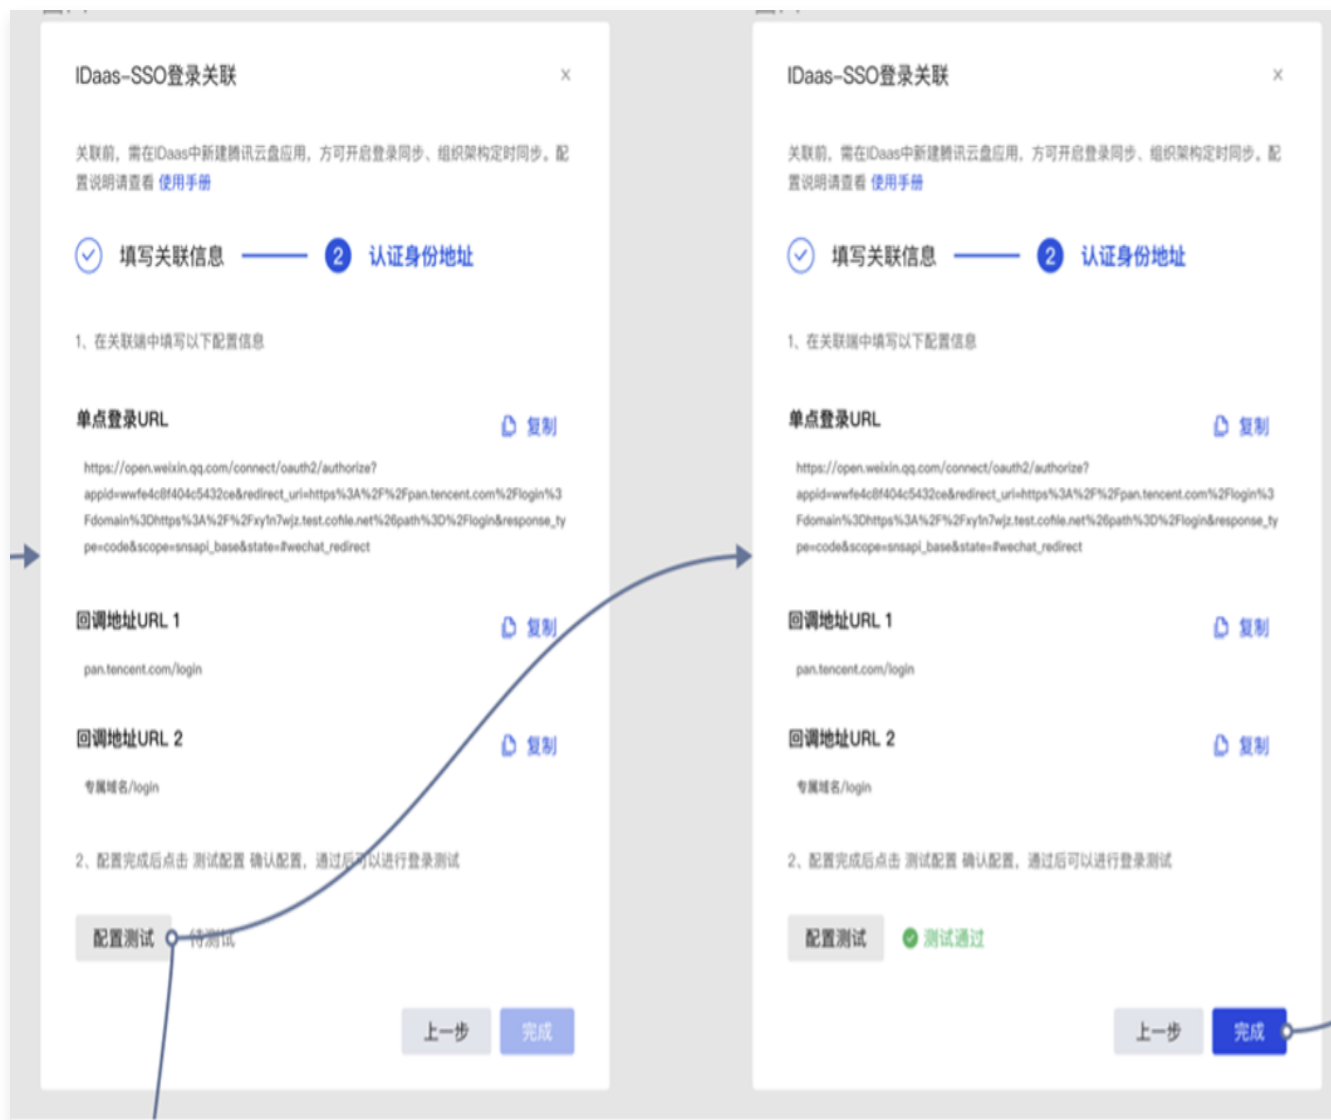 IDaas-SSO登录关联
×
关联前，需在IDaas中新建腾讯云盘应用，方可开启登录同步、组织架构定时同步。配
置说明请查看 使用手册
填写关联信息
2 认证身份地址
1、在关联端中填写以下配置信息
单点登录URL
复制
https://open.weixin.qq.com/connect/oauth2/authorize?
appid=wwfe4c8f404c5432ce&redirect_uri=https%3A%2F%2Fpan.tencent.com%2Flogin%3
Fdomain%3Dhttps%3A%2F%2Fxy1n7wjz.test.cofile.net%26path%3D%2Flogin&response_ty
pe=code&scope=snsapi_base&state=#wechat_redirect
回调地址URL 1
复制
pan.tencent.com/login
回调地址URL 2
复制
专属域名/login
2、配置完成后点击 测试配置 确认配置，通过后可以进行登录测试
配置测试
待测试
上一步
完成
IDaas-SSO登录关联
×
关联前，需在IDaas中新建腾讯云盘应用，方可开启登录同步、组织架构定时同步。配
置说明请查看 使用手册
填写关联信息
2 认证身份地址
1、在关联端中填写以下配置信息
单点登录URL
复制
https://open.weixin.qq.com/connect/oauth2/authorize?
appid=wwfe4c8f404c5432ce&redirect_uri=https%3A%2F%2Fpan.tencent.com%2Flogin%3
Fdomain%3Dhttps%3A%2F%2Fxy1n7wjz.test.cofile.net%26path%3D%2Flogin&response_ty
pe=code&scope=snsapi_base&state=#wechat_redirect
回调地址URL 1
复制
pan.tencent.com/login
回调地址URL 2
复制
专属域名/login
2、配置完成后点击 测试配置 确认配置，通过后可以进行登录测试
配置测试
测试通过
上一步
完成